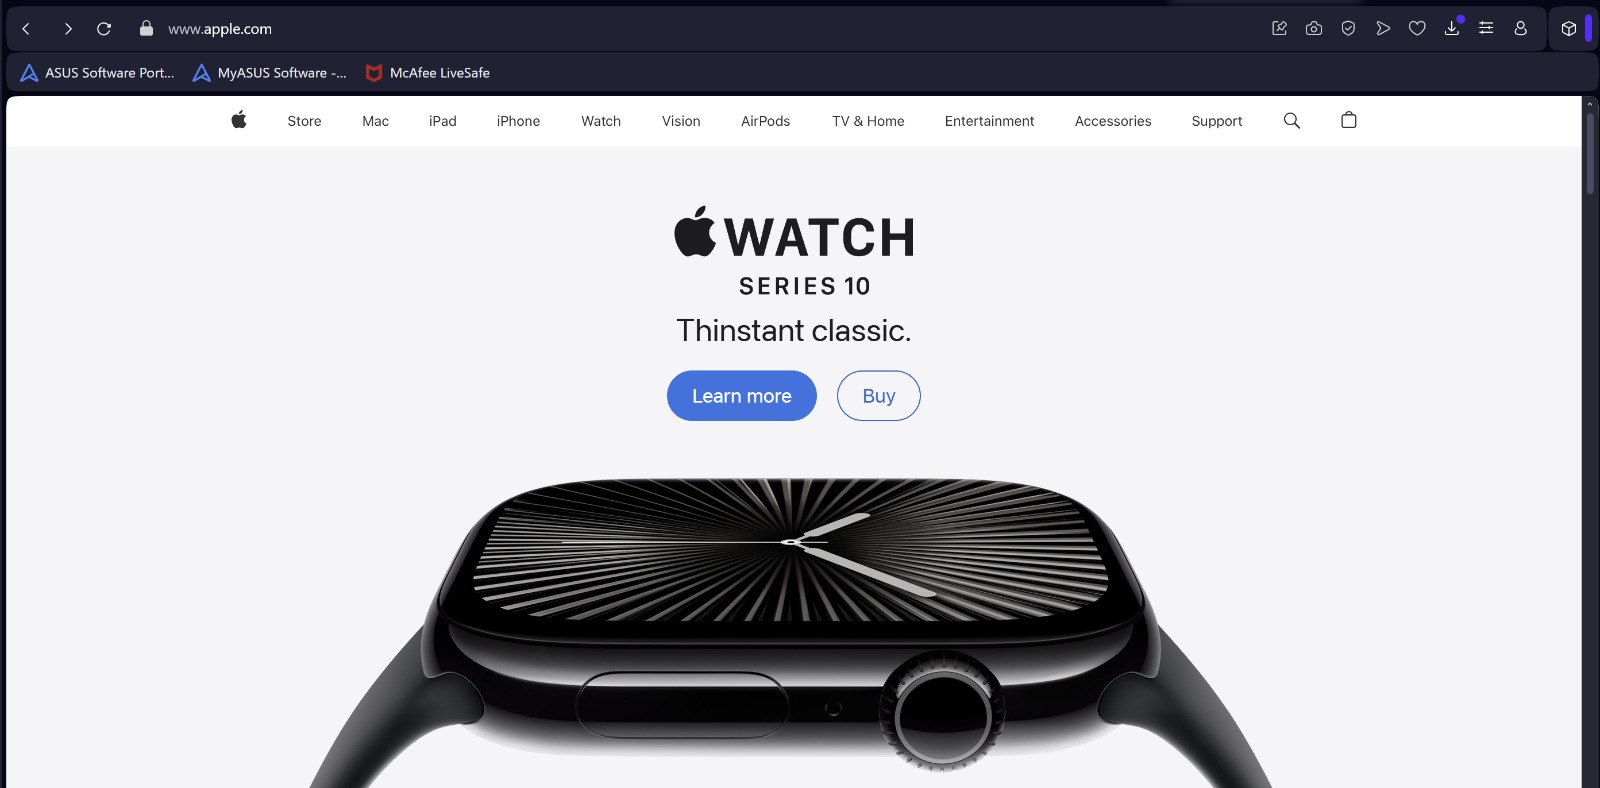 www.apple.com
ASUS Software Port...
MyASUS Software -...
McAfee LiveSafe
Store
Mac
iPad
iPhone
Watch
Vision
AirPods
TV & Home
Entertainment
Accessories
Support
WATCH
SERIES 10
Thinstant classic.
Learn more
Buy